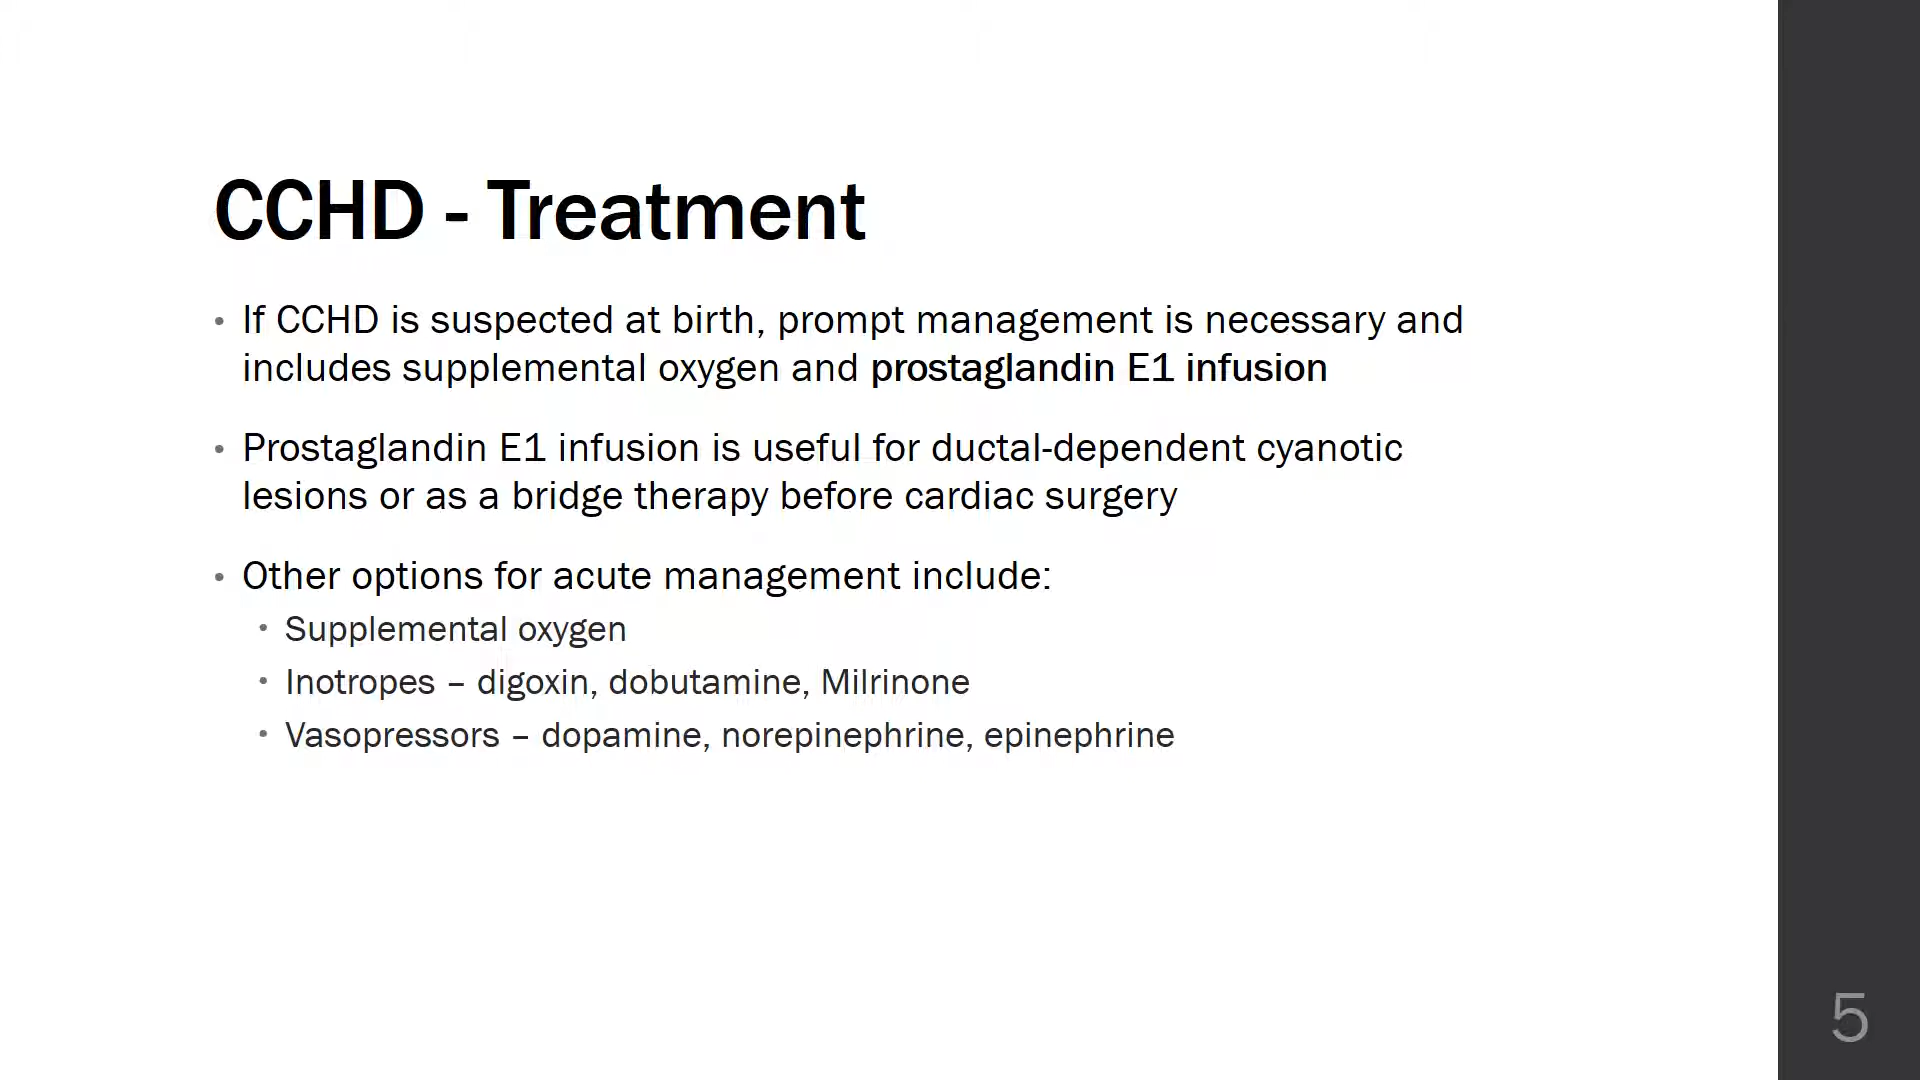 CCHD - Treatment
• If CCHD is suspected at birth, prompt management is necessary and
includes supplemental oxygen and prostaglandin E1 infusion
• Prostaglandin E1 infusion is useful for ductal-dependent cyanotic
lesions or as a bridge therapy before cardiac surgery
• Other options for acute management include:
• Supplemental oxygen
• Inotropes – digoxin, dobutamine, Milrinone
• Vasopressors – dopamine, norepinephrine, epinephrine
5